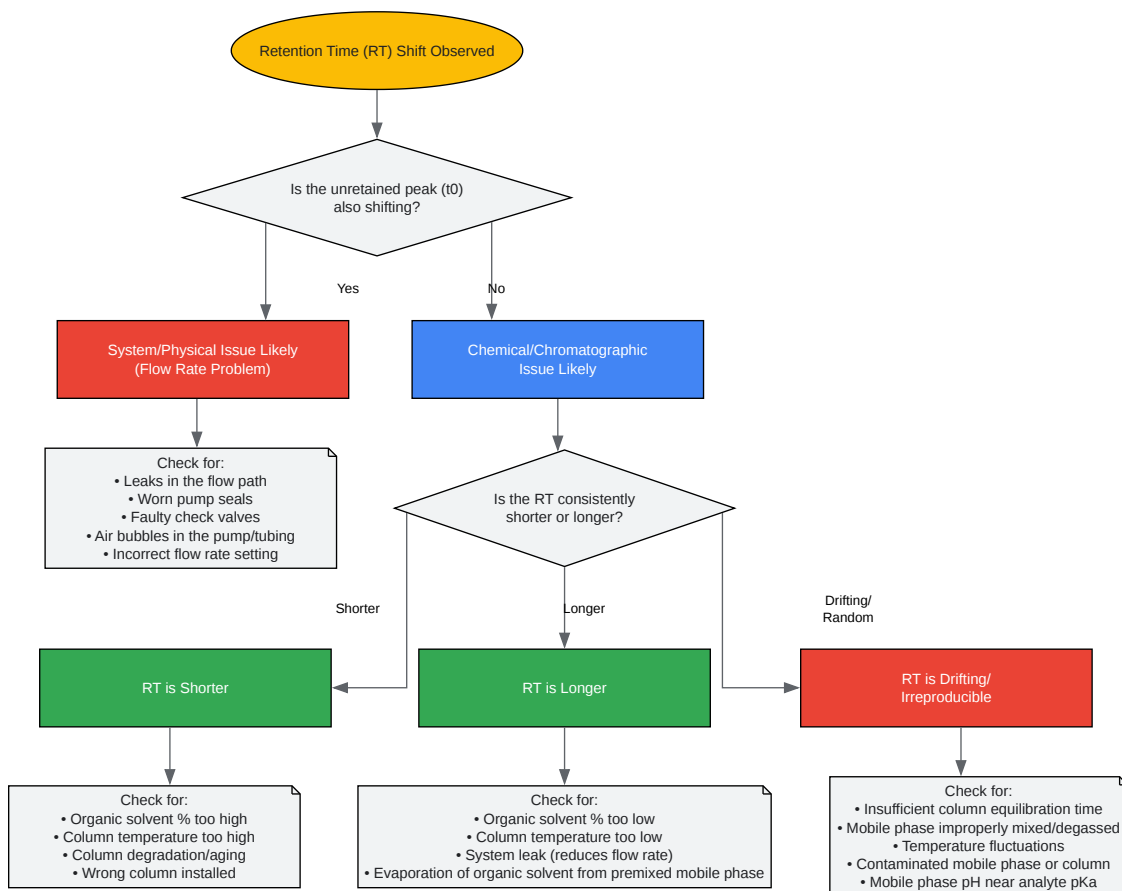 Retention Time (RT) Shift Observed
Is the unretained peak (t0)
also shifting?
Yes
No
System/Physical Issue Likely
(Flow Rate Problem)
Chemical/Chromatographic
Issue Likely
Check for:
• Leaks in the flow path
• Worn pump seals
• Faulty check valves
• Air bubbles in the pump/tubing
• Incorrect flow rate setting
Is the RT consistently
shorter or longer?
Shorter
Longer
Drifting/
Random
RT is Shorter
RT is Longer
RT is Drifting/
Irreproducible
Check for:
• Organic solvent % too high
• Column temperature too high
• Column degradation/aging
• Wrong column installed
Check for:
• Organic solvent % too low
• Column temperature too low
• System leak (reduces flow rate)
• Evaporation of organic solvent from premixed mobile phase
Check for:
• Insufficient column equilibration time
• Mobile phase improperly mixed/degassed
• Temperature fluctuations
• Contaminated mobile phase or column
• Mobile phase pH near analyte pKa